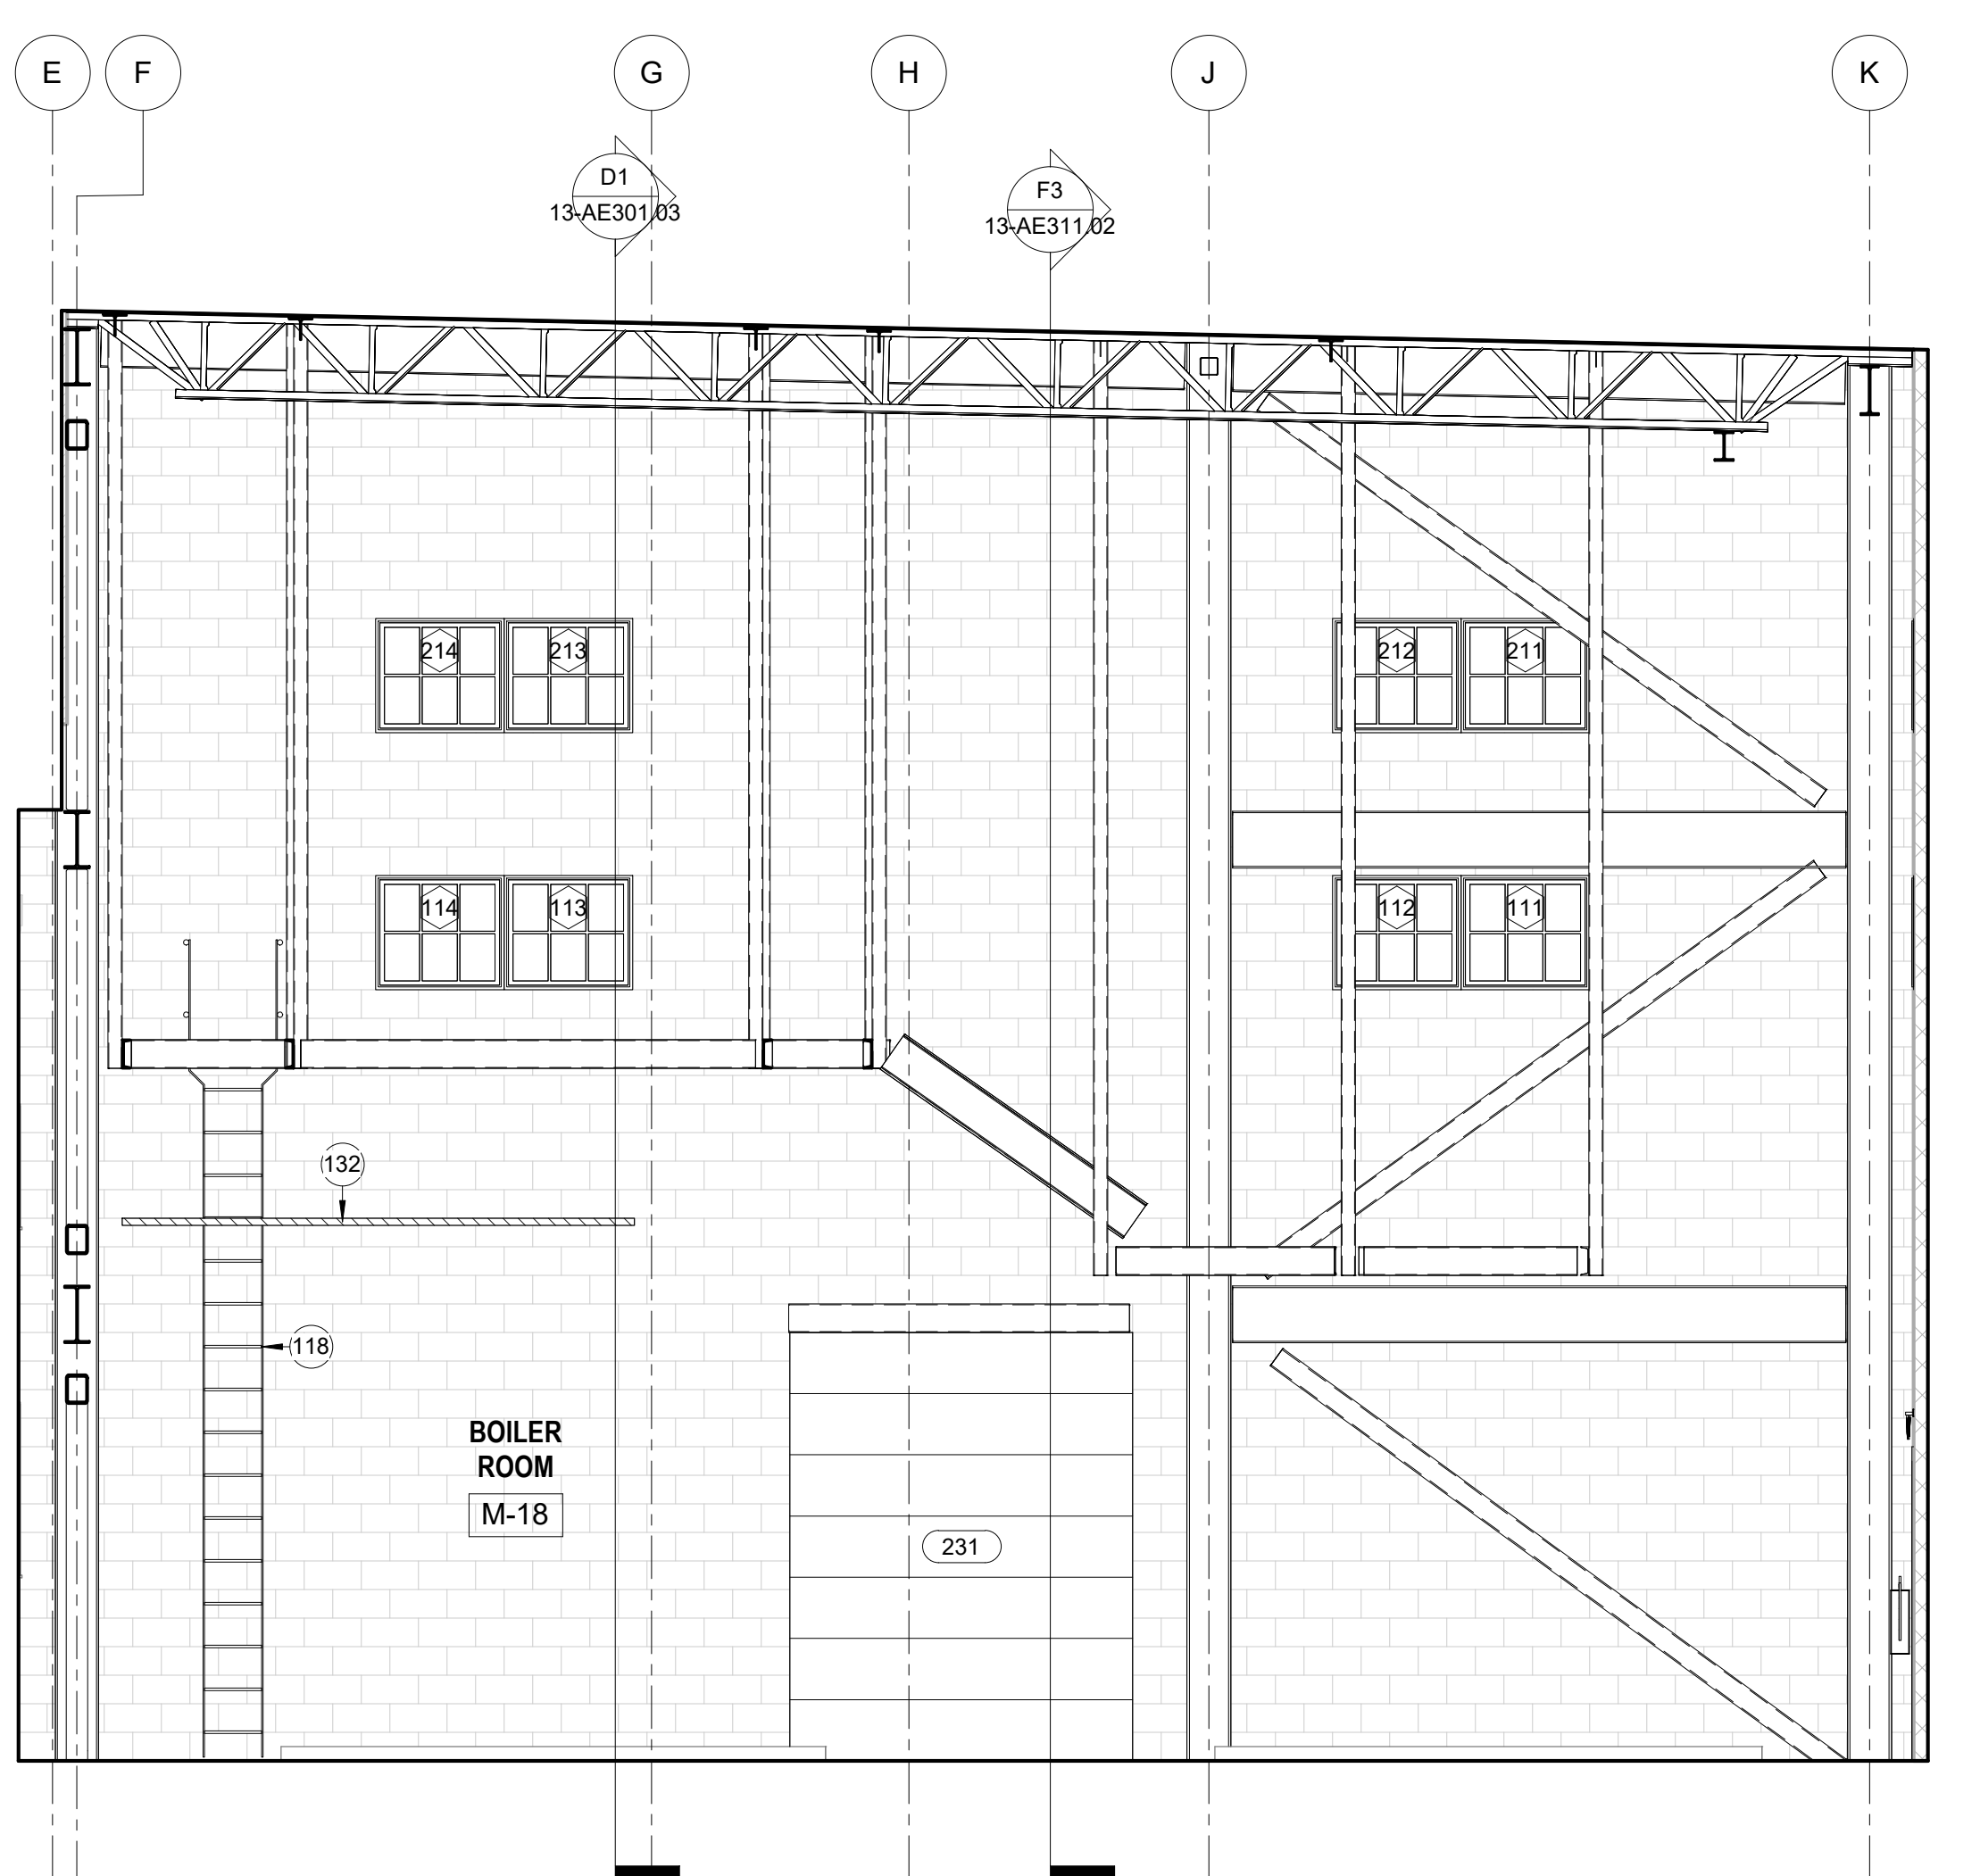 E F G H J K
D1
13-AE301.03
F3
13-AE311.02
214 213 212 211
114 113 112 111
132
118
BOILER
ROOM
M-18
231